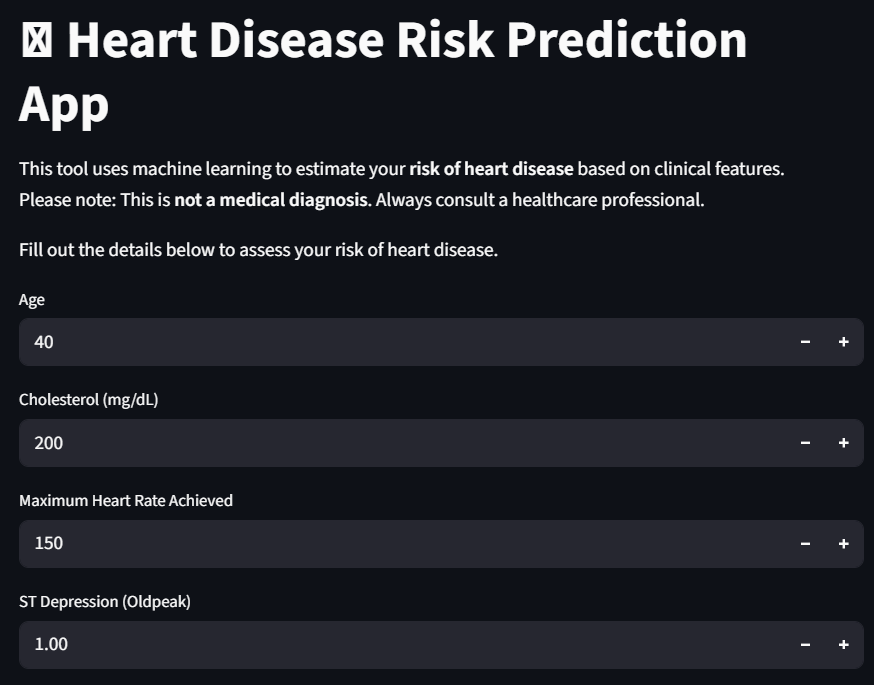 Heart Disease Risk Prediction
App
This tool uses machine learning to estimate your risk of heart disease based on clinical features.
Please note: This is not a medical diagnosis. Always consult a healthcare professional.
Fill out the details below to assess your risk of heart disease.
Age
40
− +
Cholesterol (mg/dL)
200
− +
Maximum Heart Rate Achieved
150
− +
ST Depression (Oldpeak)
1.00
− +